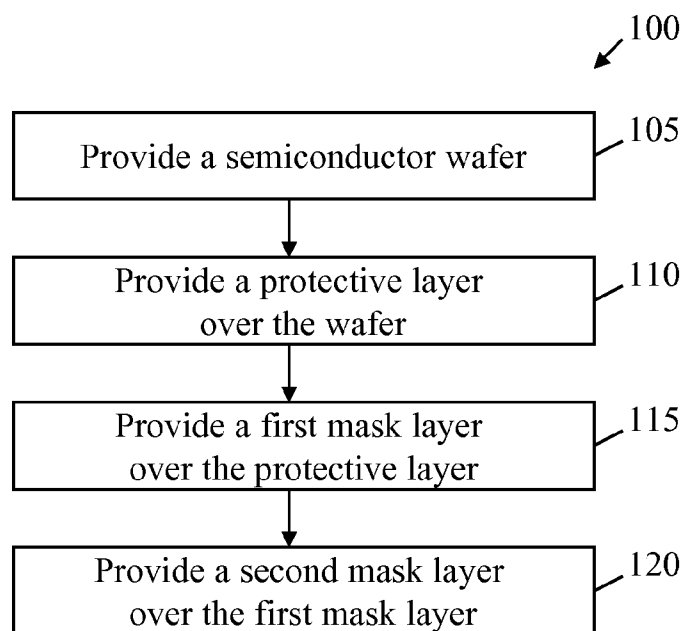 100
Provide a semiconductor wafer
105
Provide a protective layer
over the wafer
110
Provide a first mask layer
over the protective layer
115
Provide a second mask layer
over the first mask layer
120